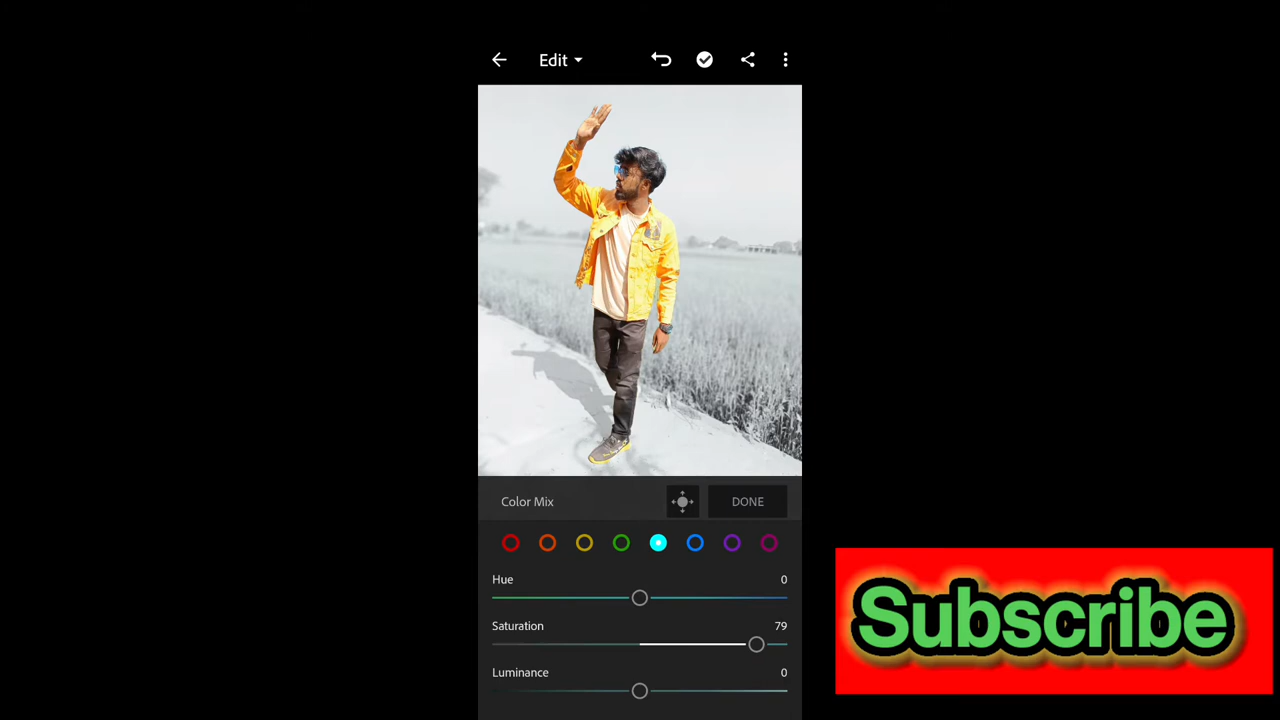 Edit
Color Mix
DONE
Hue 0
Saturation 79
Luminance 0
Subscribe